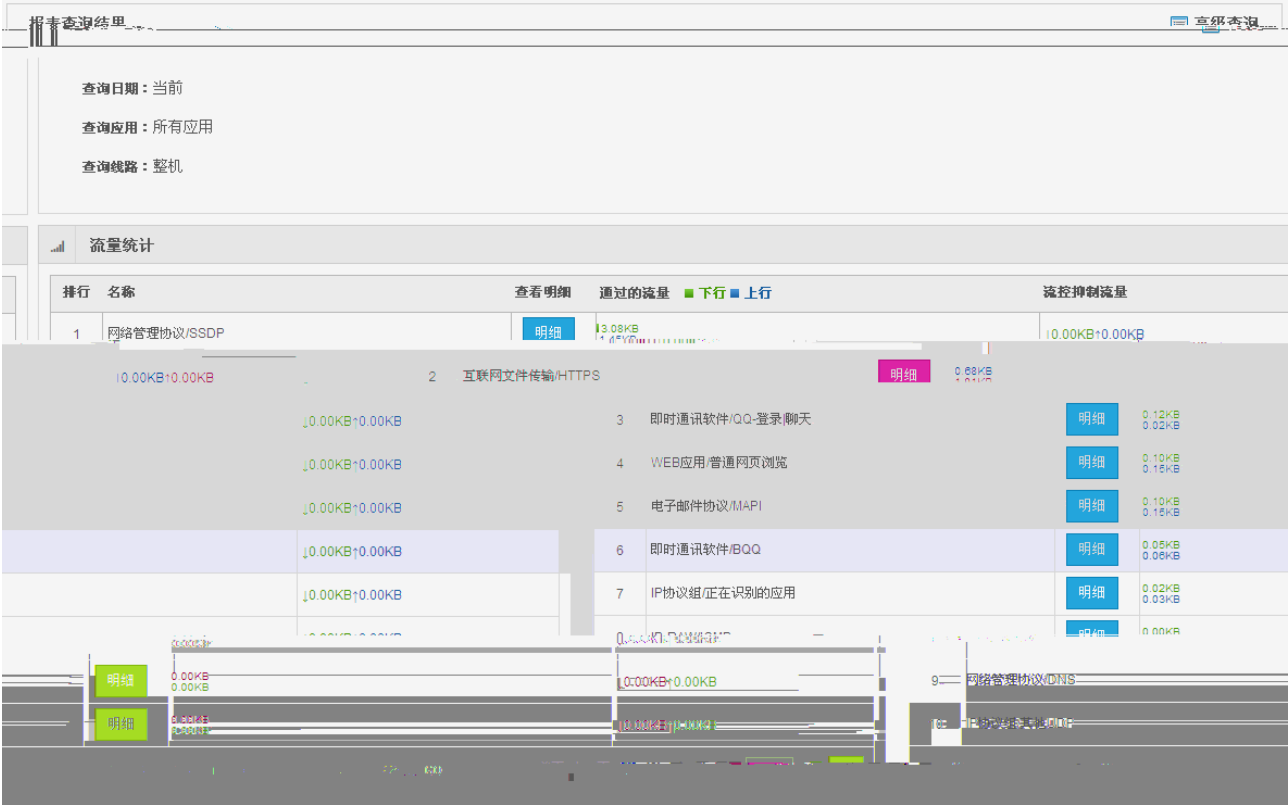 报表查询结果 高级查询
查询日期：当前
查询应用：所有应用
查询线路：整机
流量统计
排行 名称 查看明细 通过的流量 下行 上行 流控抑制流量
1 网络管理协议/SSDP 明细 3.08KB ↓0.00KB↑0.00KB
↓0.00KB↑0.00KB 2 互联网文件传输/HTTPS 明细 0.68KB
↓0.00KB↑0.00KB 3 即时通讯软件/QQ-登录|聊天 明细 0.12KB 0.02KB
↓0.00KB↑0.00KB 4 WEB应用/普通网页浏览 明细 0.10KB 0.15KB
↓0.00KB↑0.00KB 5 电子邮件协议/MAPI 明细 0.10KB 0.15KB
↓0.00KB↑0.00KB 6 即时通讯软件/BQQ 明细 0.05KB 0.06KB
↓0.00KB↑0.00KB 7 IP协议组/正在识别的应用 明细 0.02KB 0.03KB
明细 0.00KB
明细 0.00KB 0.00KB ↓0.00KB↑0.00KB 9 网络管理协议/DNS
明细